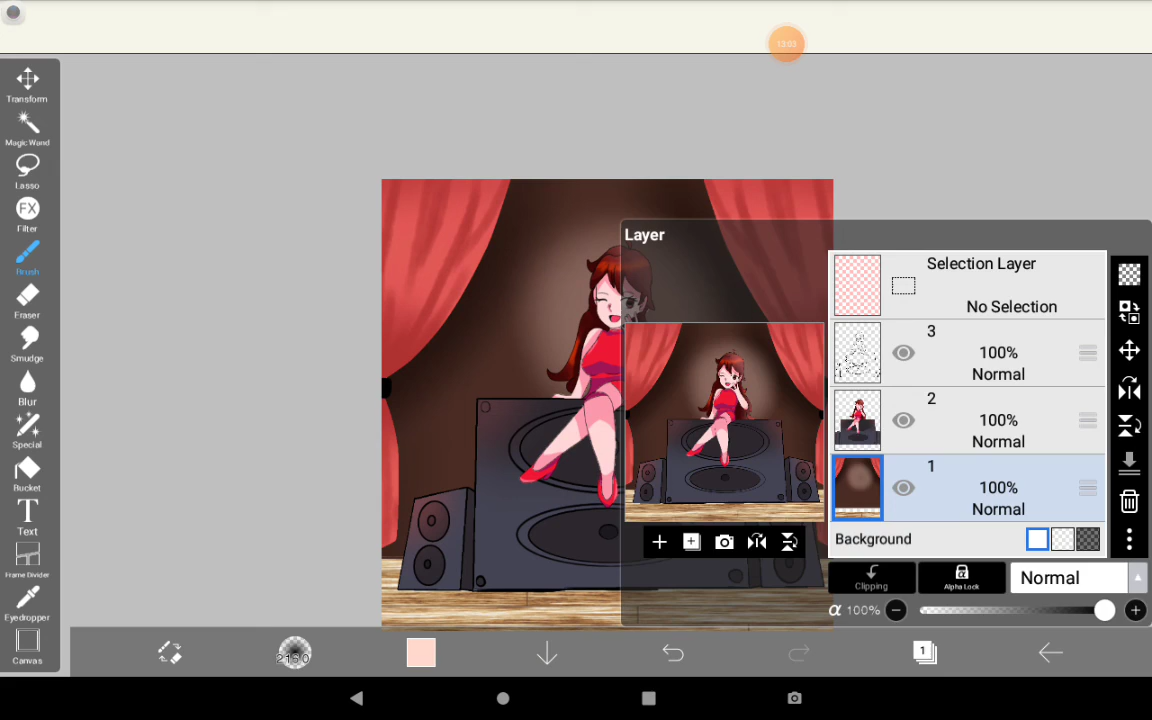 13:03
Transform
Magic Wand
Lasso
FX
Filter
Brush
Eraser
Smudge
Blur
Special
Bucket
T
Text
Frame Divider
Eyedropper
Canvas
Layer
Selection Layer
No Selection
3
100%
Normal
2
100%
Normal
1
100%
Normal
Background
Clipping
α
Alpha Lock
Normal
α 100%
1